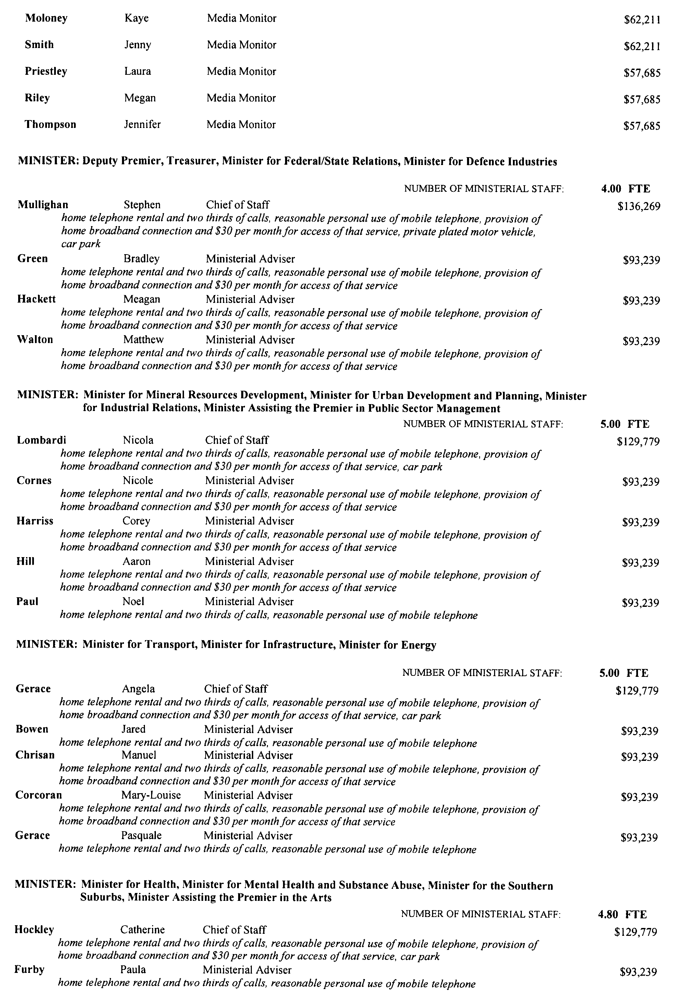 Moloney Kaye Media Monitor $62,211
Smith Jenny Media Monitor $62,211
Priestley Laura Media Monitor $57,685
Riley Megan Media Monitor $57,685
Thompson Jennifer Media Monitor $57,685
MINISTER: Deputy Premier, Treasurer, Minister for Federal/State Relations, Minister for Defence Industries
NUMBER OF MINISTERIAL STAFF: 4.00 FTE
Mullighan Stephen Chief of Staff $136,269
home telephone rental and two thirds of calls, reasonable personal use of mobile telephone, provision of
home broadband connection and $30 per month for access of that service, private plated motor vehicle,
car park
Green Bradley Ministerial Adviser $93,239
home telephone rental and two thirds of calls, reasonable personal use of mobile telephone, provision of
home broadband connection and $30 per month for access of that service
Hackett Meagan Ministerial Adviser $93,239
home telephone rental and two thirds of calls, reasonable personal use of mobile telephone, provision of
home broadband connection and $30 per month for access of that service
Walton Matthew Ministerial Adviser $93,239
home telephone rental and two thirds of calls, reasonable personal use of mobile telephone, provision of
home broadband connection and $30 per month for access of that service
MINISTER: Minister for Mineral Resources Development, Minister for Urban Development and Planning, Minister
for Industrial Relations, Minister Assisting the Premier in Public Sector Management
NUMBER OF MINISTERIAL STAFF: 5.00 FTE
Lombardi Nicola Chief of Staff $129,779
home telephone rental and two thirds of calls, reasonable personal use of mobile telephone, provision of
home broadband connection and $30 per month for access of that service, car park
Cornes Nicole Ministerial Adviser $93,239
home telephone rental and two thirds of calls, reasonable personal use of mobile telephone, provision of
home broadband connection and $30 per month for access of that service
Harriss Corey Ministerial Adviser $93,239
home telephone rental and two thirds of calls, reasonable personal use of mobile telephone, provision of
home broadband connection and $30 per month for access of that service
Hill Aaron Ministerial Adviser $93,239
home telephone rental and two thirds of calls, reasonable personal use of mobile telephone, provision of
home broadband connection and $30 per month for access of that service
Paul Noel Ministerial Adviser $93,239
home telephone rental and two thirds of calls, reasonable personal use of mobile telephone
MINISTER: Minister for Transport, Minister for Infrastructure, Minister for Energy
NUMBER OF MINISTERIAL STAFF: 5.00 FTE
Gerace Angela Chief of Staff $129,779
home telephone rental and two thirds of calls, reasonable personal use of mobile telephone, provision of
home broadband connection and $30 per month for access of that service, car park
Bowen Jared Ministerial Adviser $93,239
home telephone rental and two thirds of calls, reasonable personal use of mobile telephone
Chrisan Manuel Ministerial Adviser $93,239
home telephone rental and two thirds of calls, reasonable personal use of mobile telephone, provision of
home broadband connection and $30 per month for access of that service
Corcoran Mary-Louise Ministerial Adviser $93,239
home telephone rental and two thirds of calls, reasonable personal use of mobile telephone, provision of
home broadband connection and $30 per month for access of that service
Gerace Pasquale Ministerial Adviser $93,239
home telephone rental and two thirds of calls, reasonable personal use of mobile telephone
MINISTER: Minister for Health, Minister for Mental Health and Substance Abuse, Minister for the Southern
Suburbs, Minister Assisting the Premier in the Arts
NUMBER OF MINISTERIAL STAFF: 4.80 FTE
Hockley Catherine Chief of Staff $129,779
home telephone rental and two thirds of calls, reasonable personal use of mobile telephone, provision of
home broadband connection and $30 per month for access of that service, car park
Furby Paula Ministerial Adviser $93,239
home telephone rental and two thirds of calls, reasonable personal use of mobile telephone